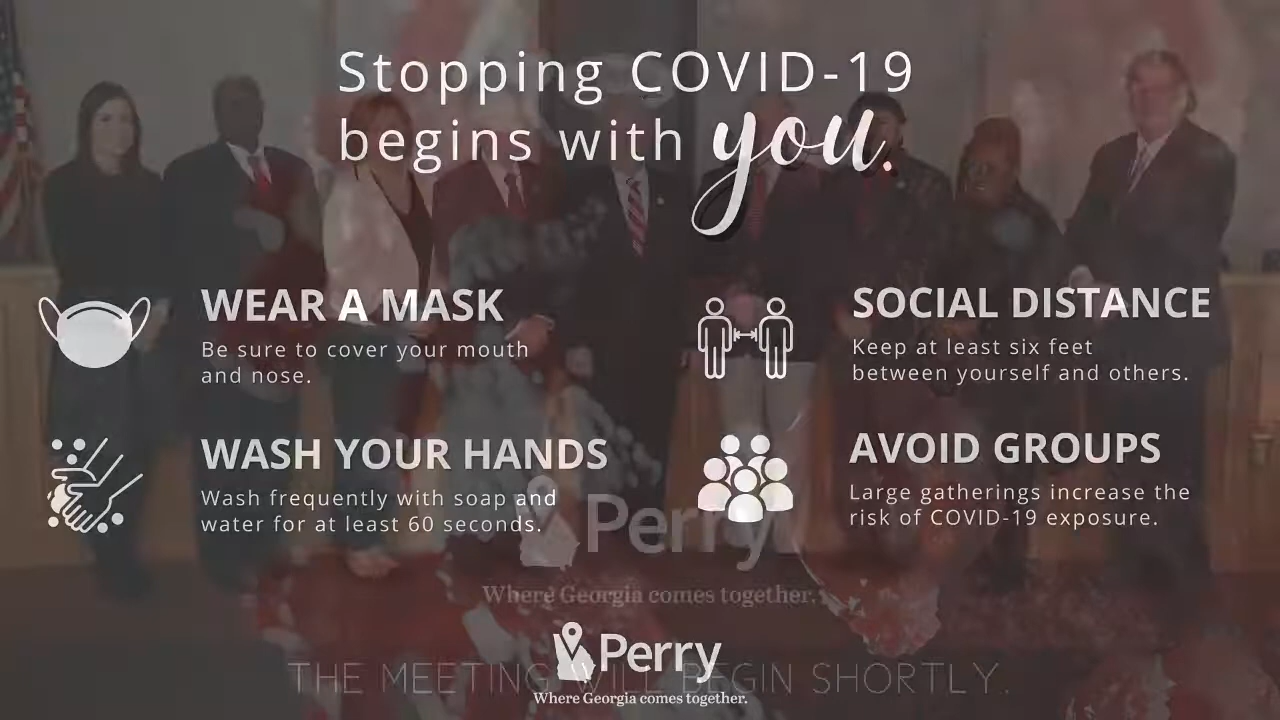 Stopping COVID-19
begins with you.
WEAR A MASK
Be sure to cover your mouth
and nose.
SOCIAL DISTANCE
Keep at least six feet
between yourself and others.
WASH YOUR HANDS
Wash frequently with soap and
water for at least 60 seconds.
AVOID GROUPS
Large gatherings increase the
risk of COVID-19 exposure.
Perry
Where Georgia comes together.
Perry
THE MEETING WILL BEGIN SHORTLY.
Where Georgia comes together.